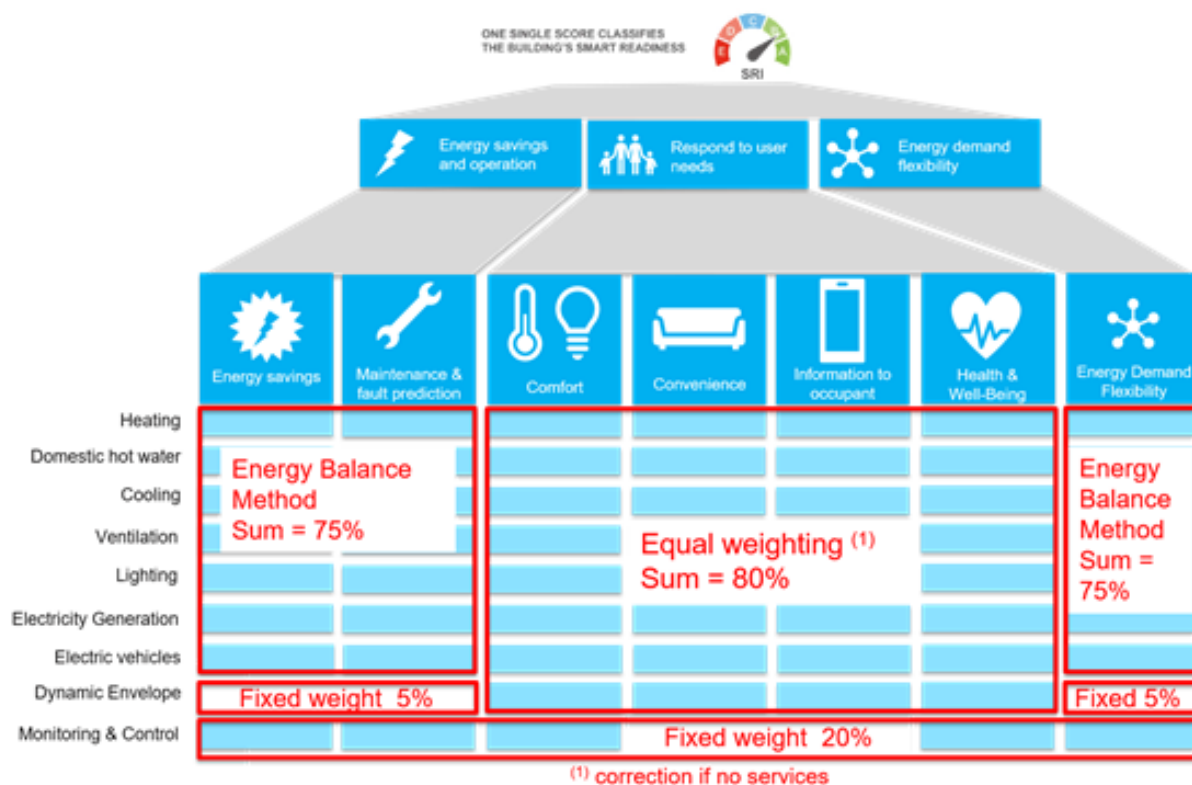 ONE SINGLE SCORE CLASSIFIES
THE BUILDING'S SMART READINESS
E D C B A
SRI
Energy savings
and operation
Respond to user
needs
Energy demand
flexibility
Energy savings
Maintenance &
fault prediction
Comfort
Convenience
Information to
occupant
Health &
Well-Being
Energy Demand
Flexibility
Heating
Domestic hot water
Cooling
Ventilation
Lighting
Electricity Generation
Electric vehicles
Dynamic Envelope
Monitoring & Control
Energy Balance
Method
Sum = 75%
Equal weighting (1)
Sum = 80%
Energy
Balance
Method
Sum =
75%
Fixed weight 5%
Fixed 5%
Fixed weight 20%
(1) correction if no services